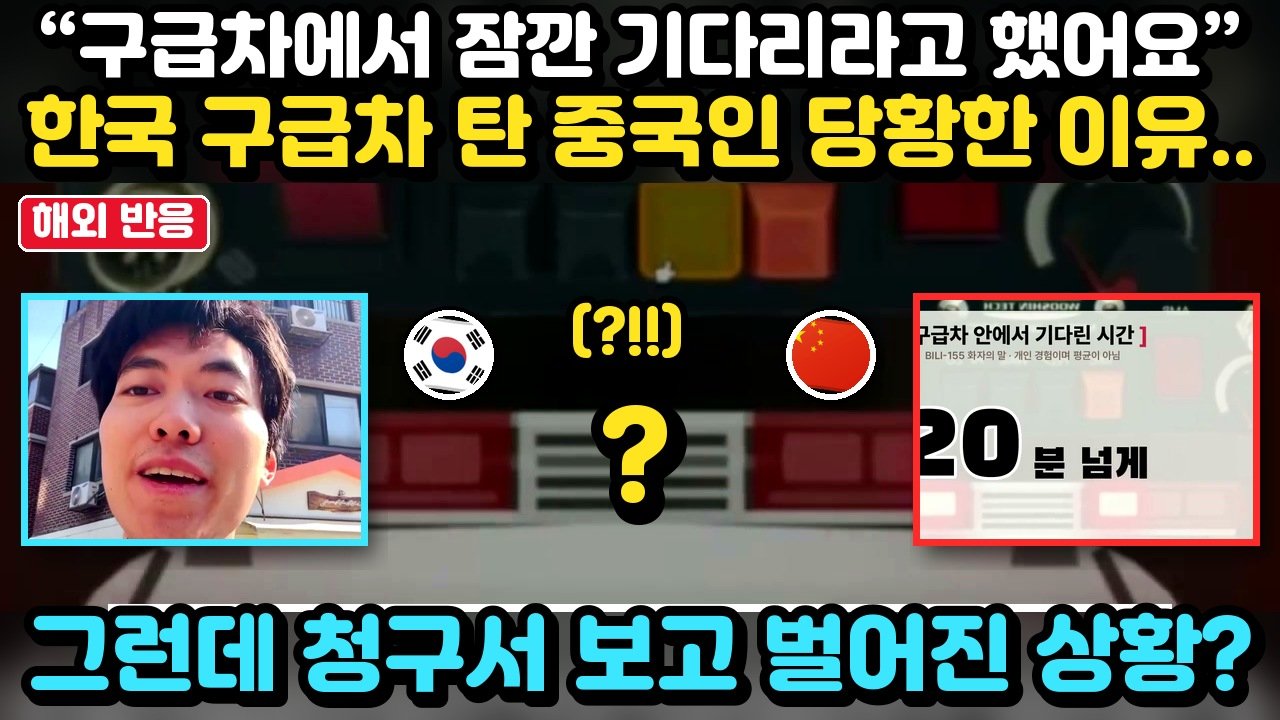 “구급차에서 잠깐 기다리라고 했어요”
한국 구급차 탄 중국인 당황한 이유..
해외 반응
(?!!)
?
WOOSHIN TECH
구급차 안에서 기다린 시간 ]
BILI-155 화자의 말 · 개인 경험이며 평균이 아님
20 분 넘게
그런데 청구서 보고 벌어진 상황?